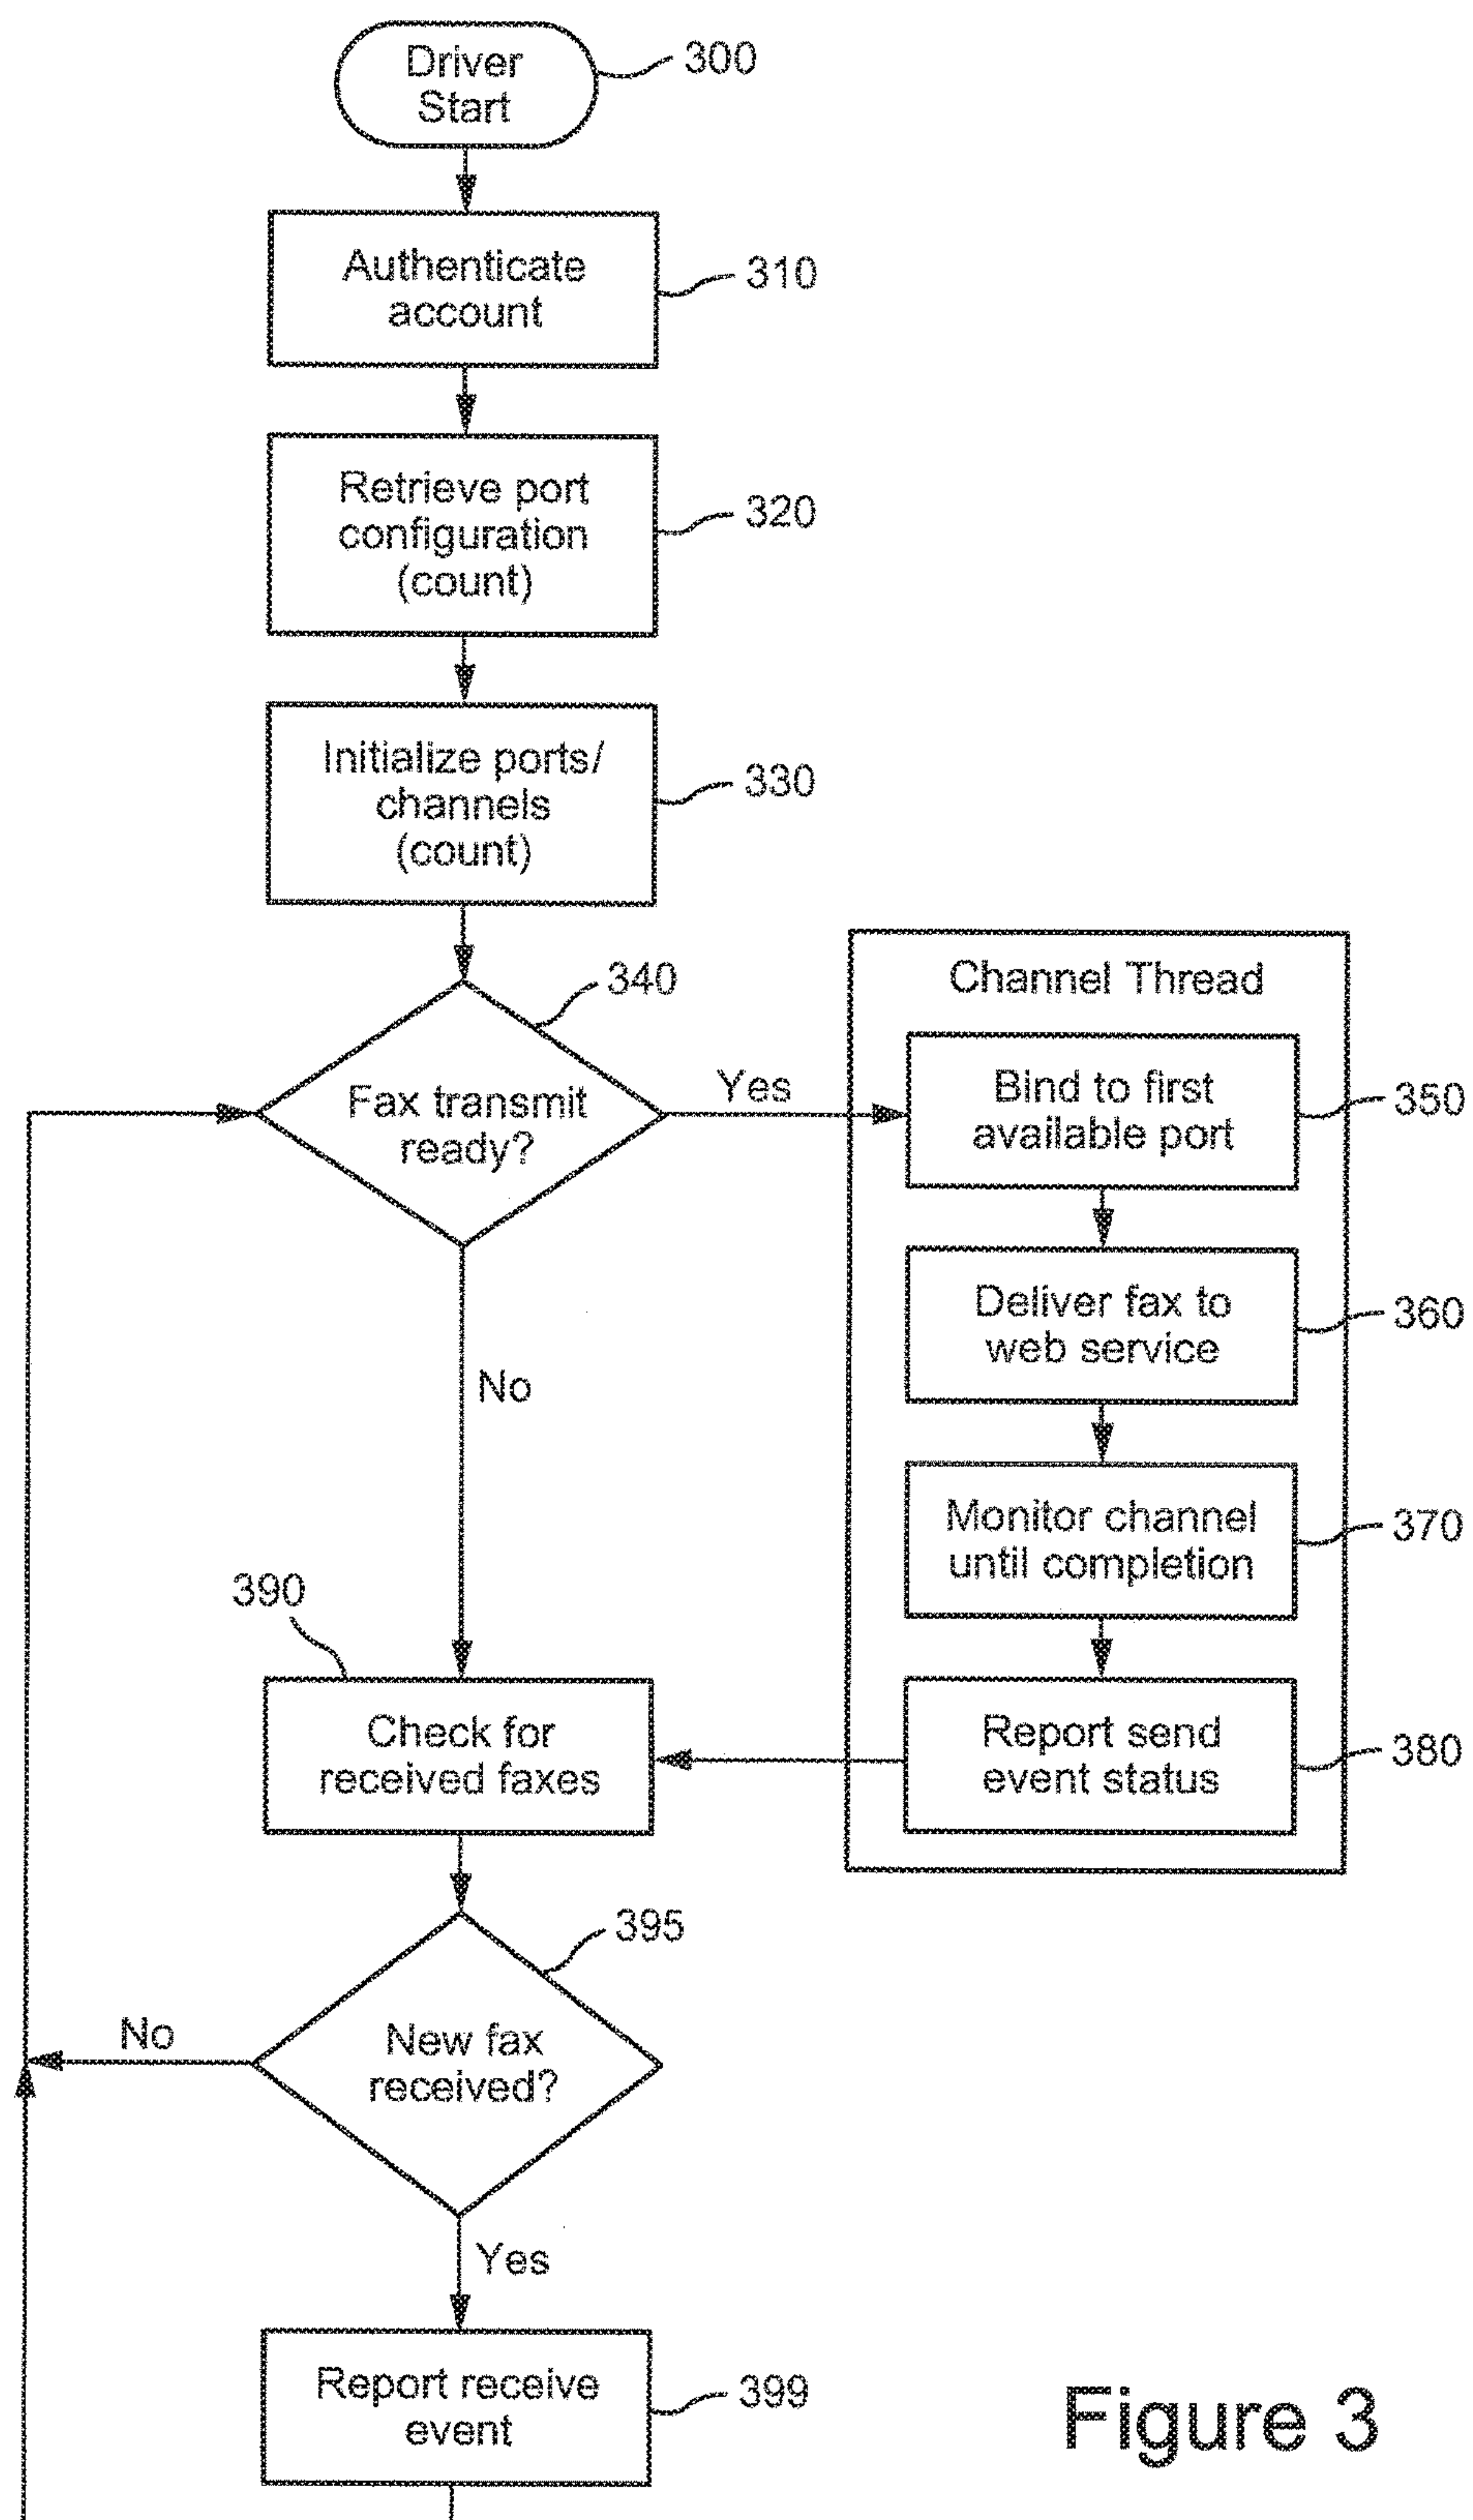 Driver
Start
300
Authenticate
account
310
Retrieve port
configuration
(count)
320
Initialize ports/
channels
(count)
330
340
Fax transmit
ready?
Yes
No
Channel Thread
Bind to first
available port
350
Deliver fax to
web service
360
Monitor channel
until completion
370
Report send
event status
380
390
Check for
received faxes
395
New fax
received?
No
Yes
Report receive
event
399
Figure 3